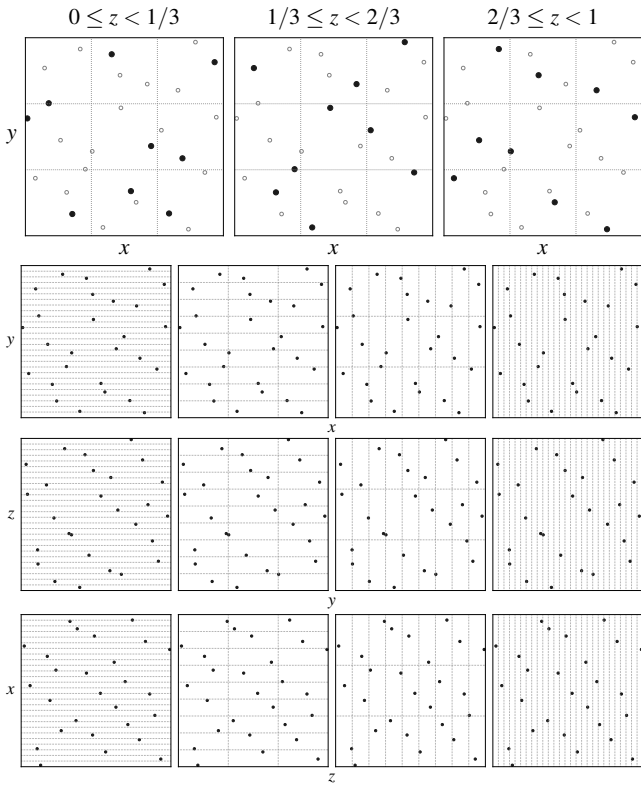 0 ≤ z < 1/3 1/3 ≤ z < 2/3 2/3 ≤ z < 1
y
x x x
y
x
z
y
x
z